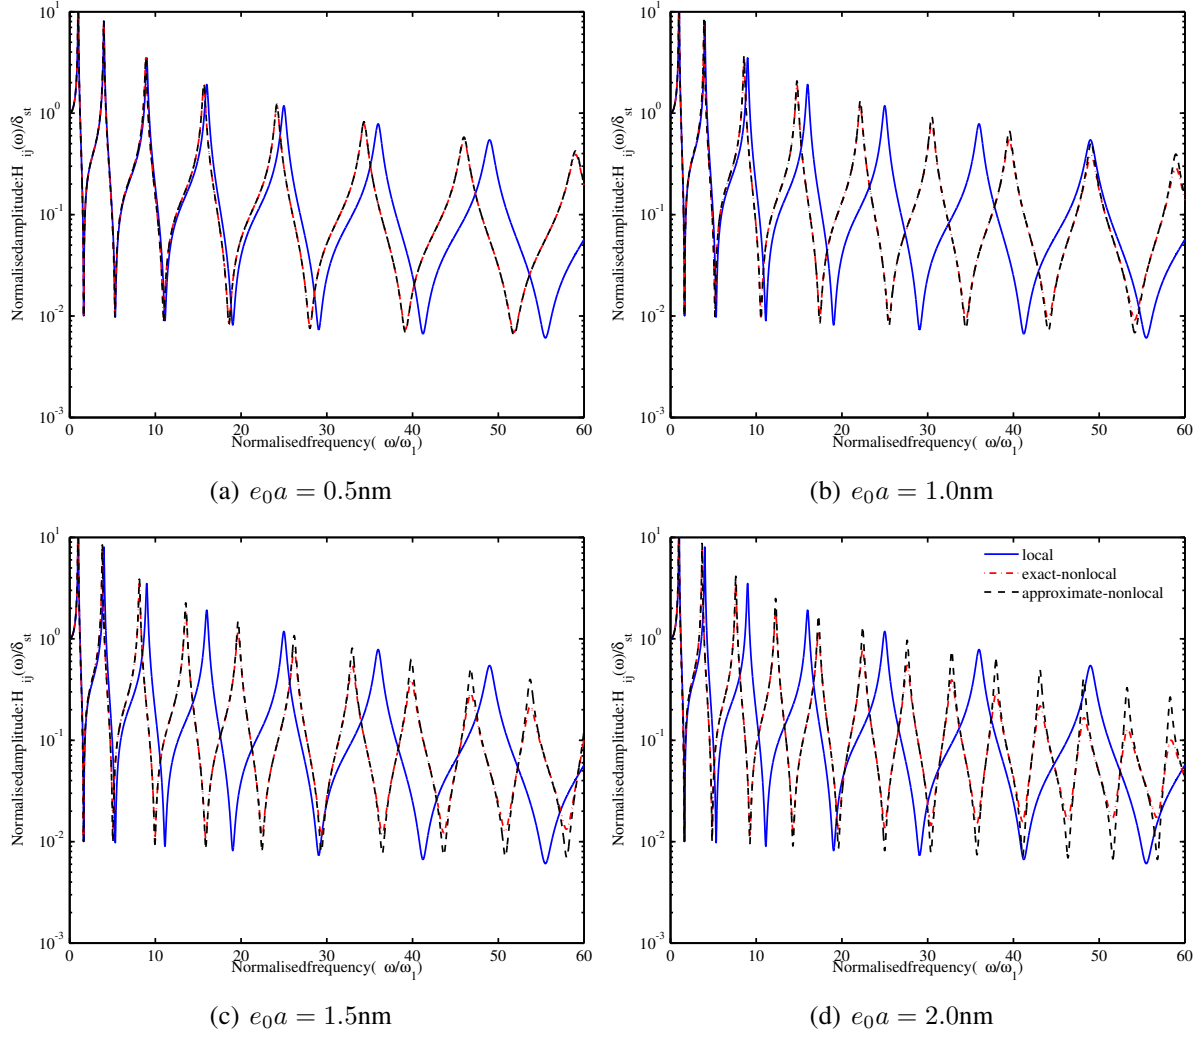 10^1
10^0
10^-1
10^-2
10^-3
Normalisedamplitude:H_ij(ω)/δ_st
0 10 20 30 40 50 60
Normalisedfrequency( ω/ω_1)
(a) e_0a = 0.5nm
10^1
10^0
10^-1
10^-2
10^-3
Normalisedamplitude:H_ij(ω)/δ_st
0 10 20 30 40 50 60
Normalisedfrequency( ω/ω_1)
(b) e_0a = 1.0nm
10^1
10^0
10^-1
10^-2
10^-3
Normalisedamplitude:H_ij(ω)/δ_st
0 10 20 30 40 50 60
Normalisedfrequency( ω/ω_1)
(c) e_0a = 1.5nm
10^1
10^0
10^-1
10^-2
10^-3
Normalisedamplitude:H_ij(ω)/δ_st
local
exact-nonlocal
approximate-nonlocal
0 10 20 30 40 50 60
Normalisedfrequency( ω/ω_1)
(d) e_0a = 2.0nm